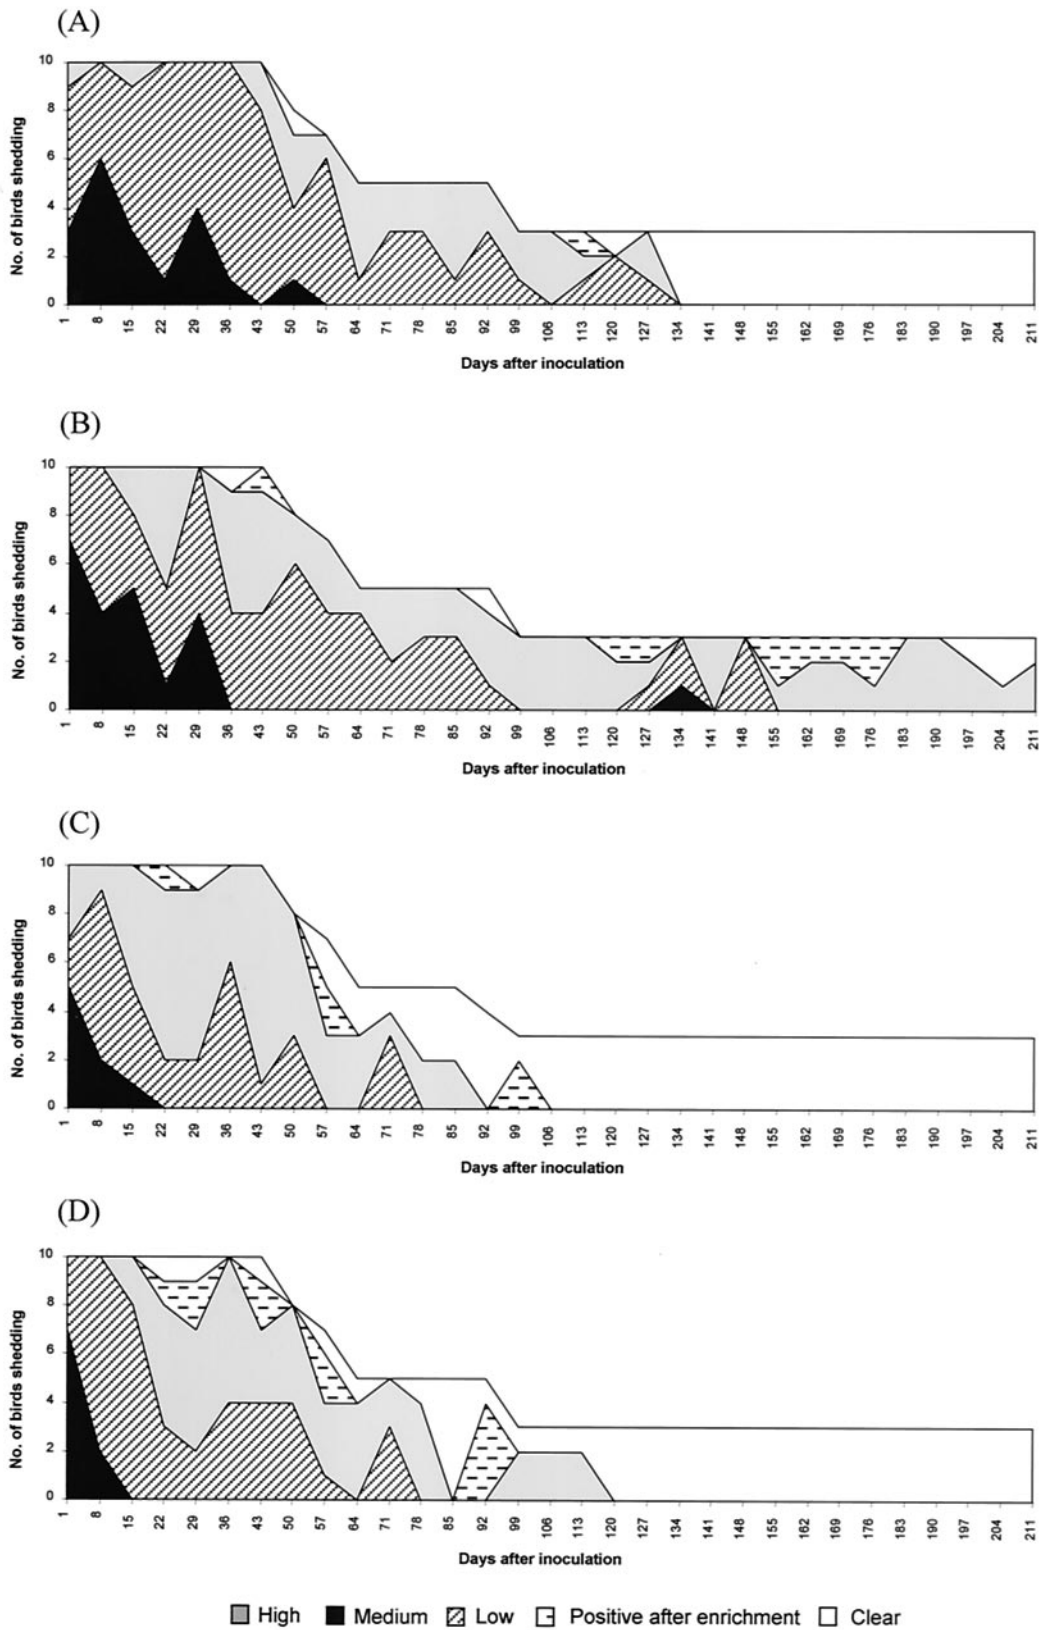 (A)
No. of birds shedding
10
8
6
4
2
0
1 8 15 22 29 36 43 50 57 64 71 78 85 92 99 106 113 120 127 134 141 148 155 162 169 176 183 190 197 204 211
Days after inoculation
(B)
No. of birds shedding
10
8
6
4
2
0
1 8 15 22 29 36 43 50 57 64 71 78 85 92 99 106 113 120 127 134 141 148 155 162 169 176 183 190 197 204 211
Days after inoculation
(C)
No. of birds shedding
10
8
6
4
2
0
1 8 15 22 29 36 43 50 57 64 71 78 85 92 99 106 113 120 127 134 141 148 155 162 169 176 183 190 197 204 211
Days after inoculation
(D)
No. of birds shedding
10
8
6
4
2
0
1 8 15 22 29 36 43 50 57 64 71 78 85 92 99 106 113 120 127 134 141 148 155 162 169 176 183 190 197 204 211
Days after inoculation
High Medium Low Positive after enrichment Clear